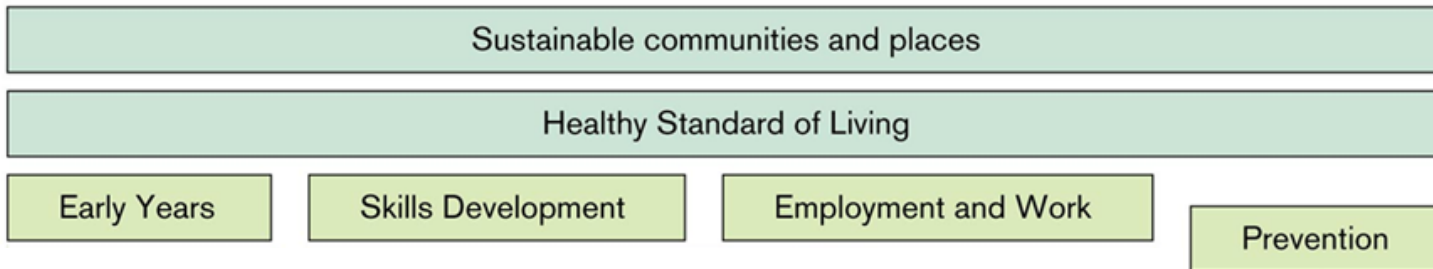 Sustainable communities and places
Healthy Standard of Living
Early Years
Skills Development
Employment and Work
Prevention